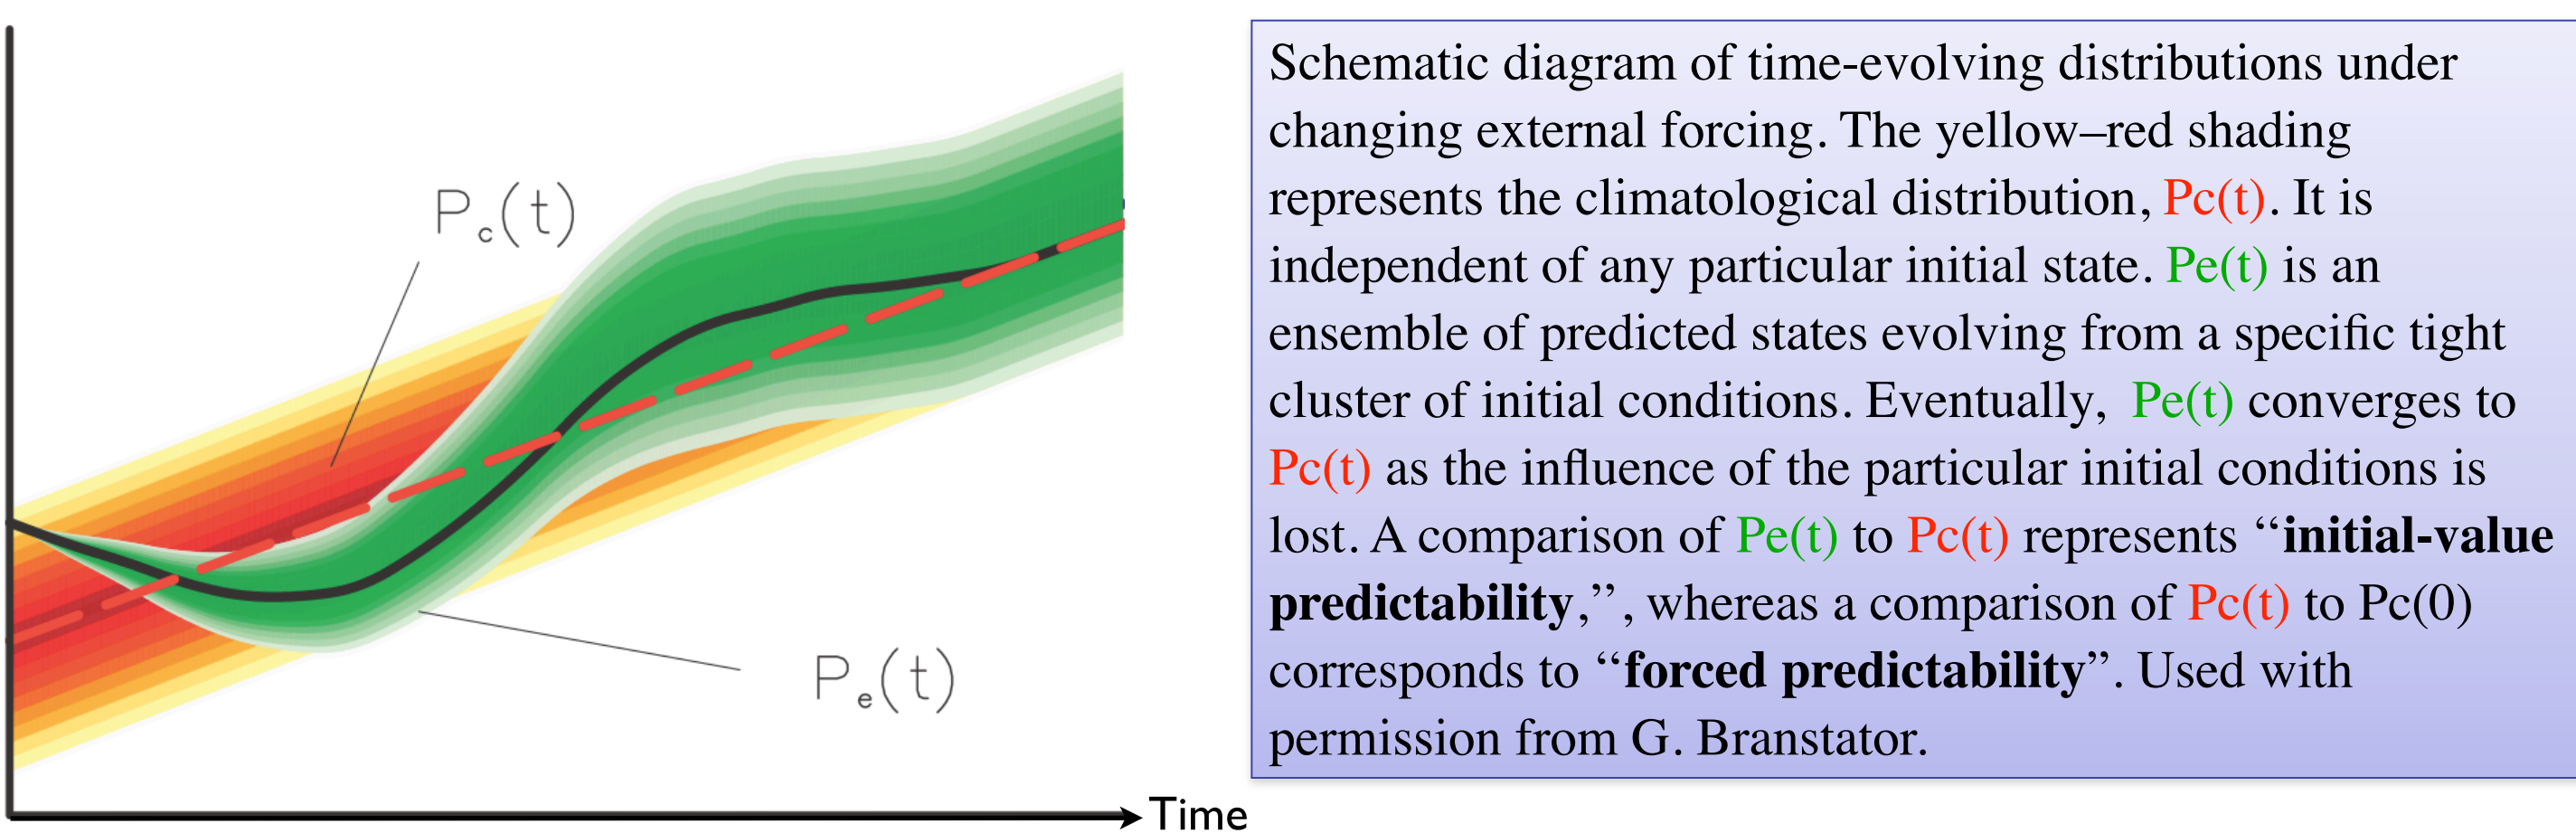 P_c(t)
P_e(t)
Time
Schematic diagram of time-evolving distributions under
changing external forcing. The yellow–red shading
represents the climatological distribution, Pc(t). It is
independent of any particular initial state. Pe(t) is an
ensemble of predicted states evolving from a specific tight
cluster of initial conditions. Eventually, Pe(t) converges to
Pc(t) as the influence of the particular initial conditions is
lost. A comparison of Pe(t) to Pc(t) represents “initial-value
predictability,”, whereas a comparison of Pc(t) to Pc(0)
corresponds to “forced predictability”. Used with
permission from G. Branstator.